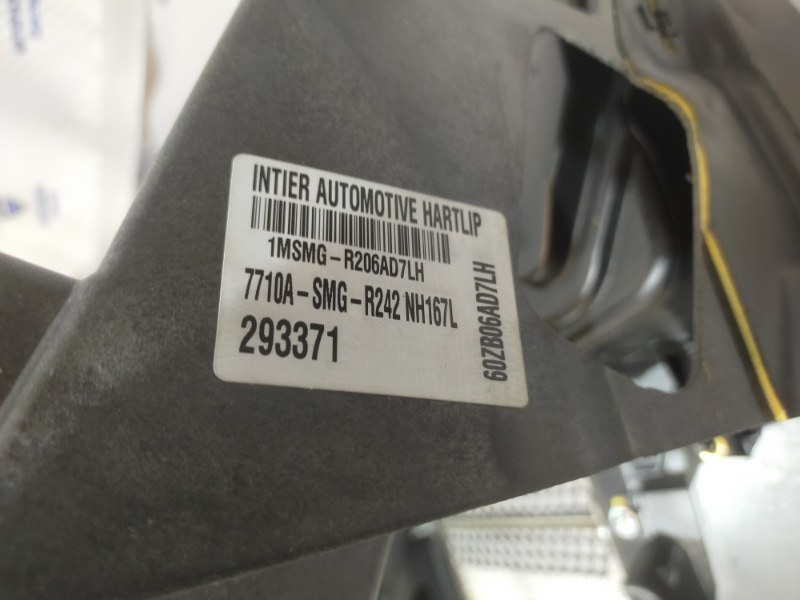 INTIER AUTOMOTIVE HARTLIP
1MSMG-R206AD7LH
7710A-SMG-R242 NH167L
293371
60ZB06AD7LH